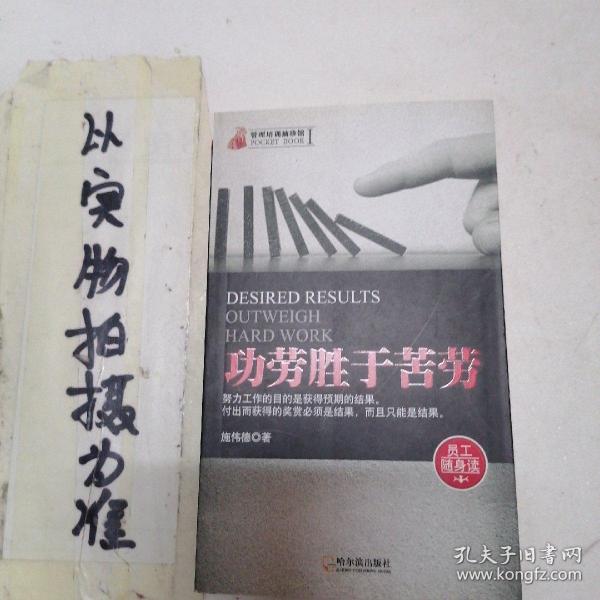 以实物拍摄为准
管理培训袖珍馆
POCKET BOOK I
DESIRED RESULTS
OUTWEIGH
HARD WORK
功劳胜于苦劳
努力工作的目的是获得预期的结果。
付出而获得的奖赏必须是结果，而且只能是结果。
施伟德◎著
员工
随身读
哈尔滨出版社
孔夫子旧书网
www.kongfz.com